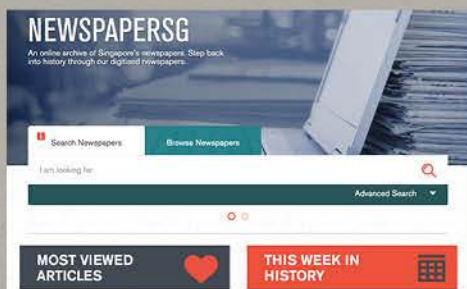 NEWSPAPERSG
An online archive of Singapore's newspapers. Step back
into history through our digitised newspapers.
Search Newspapers
Browse Newspapers
I am looking for
Advanced Search
MOST VIEWED
ARTICLES
THIS WEEK IN
HISTORY